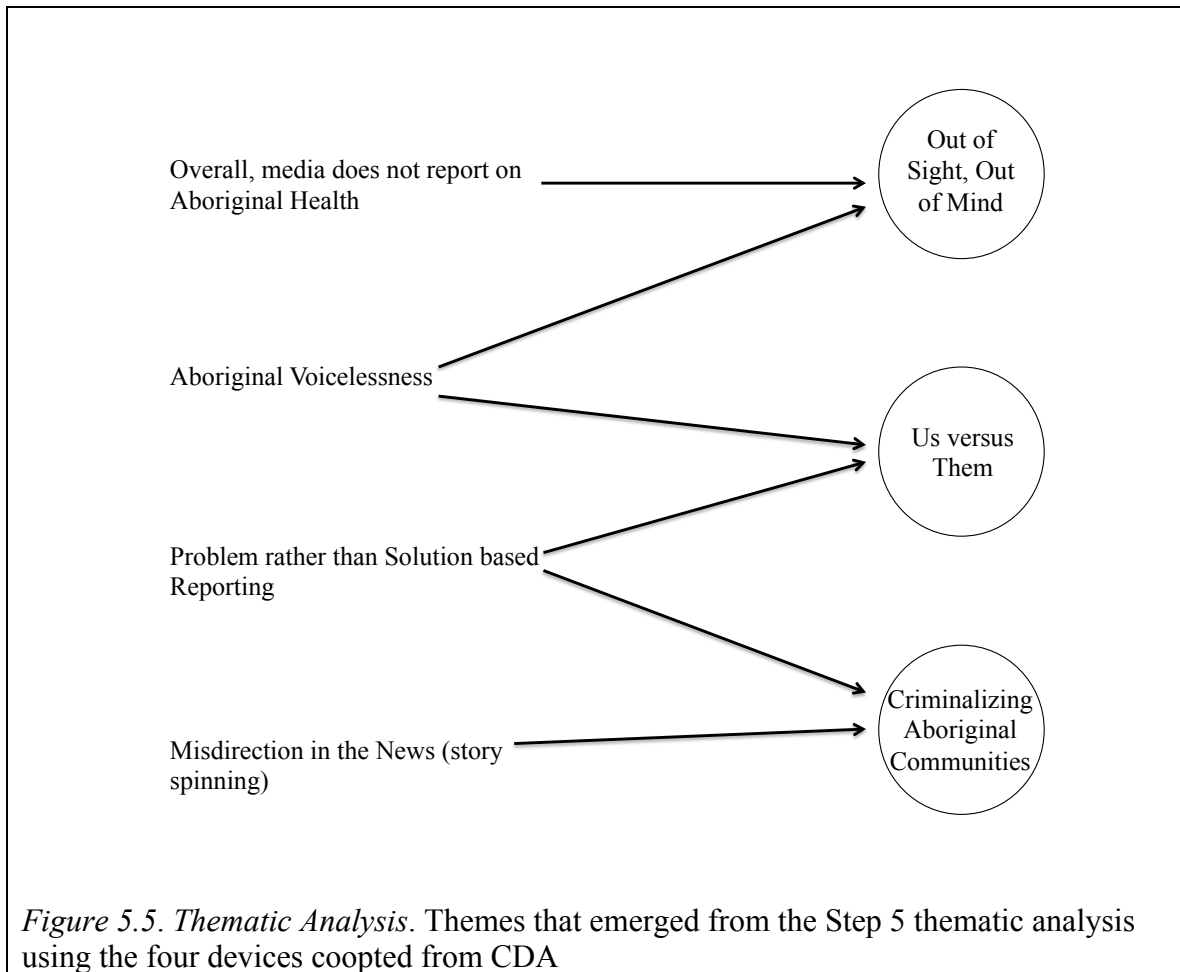 Overall, media does not report on
Aboriginal Health
Out of
Sight, Out
of Mind
Aboriginal Voicelessness
Us versus
Them
Problem rather than Solution based
Reporting
Misdirection in the News (story
spinning)
Criminalizing
Aboriginal
Communities
Figure 5.5. Thematic Analysis. Themes that emerged from the Step 5 thematic analysis
using the four devices coopted from CDA